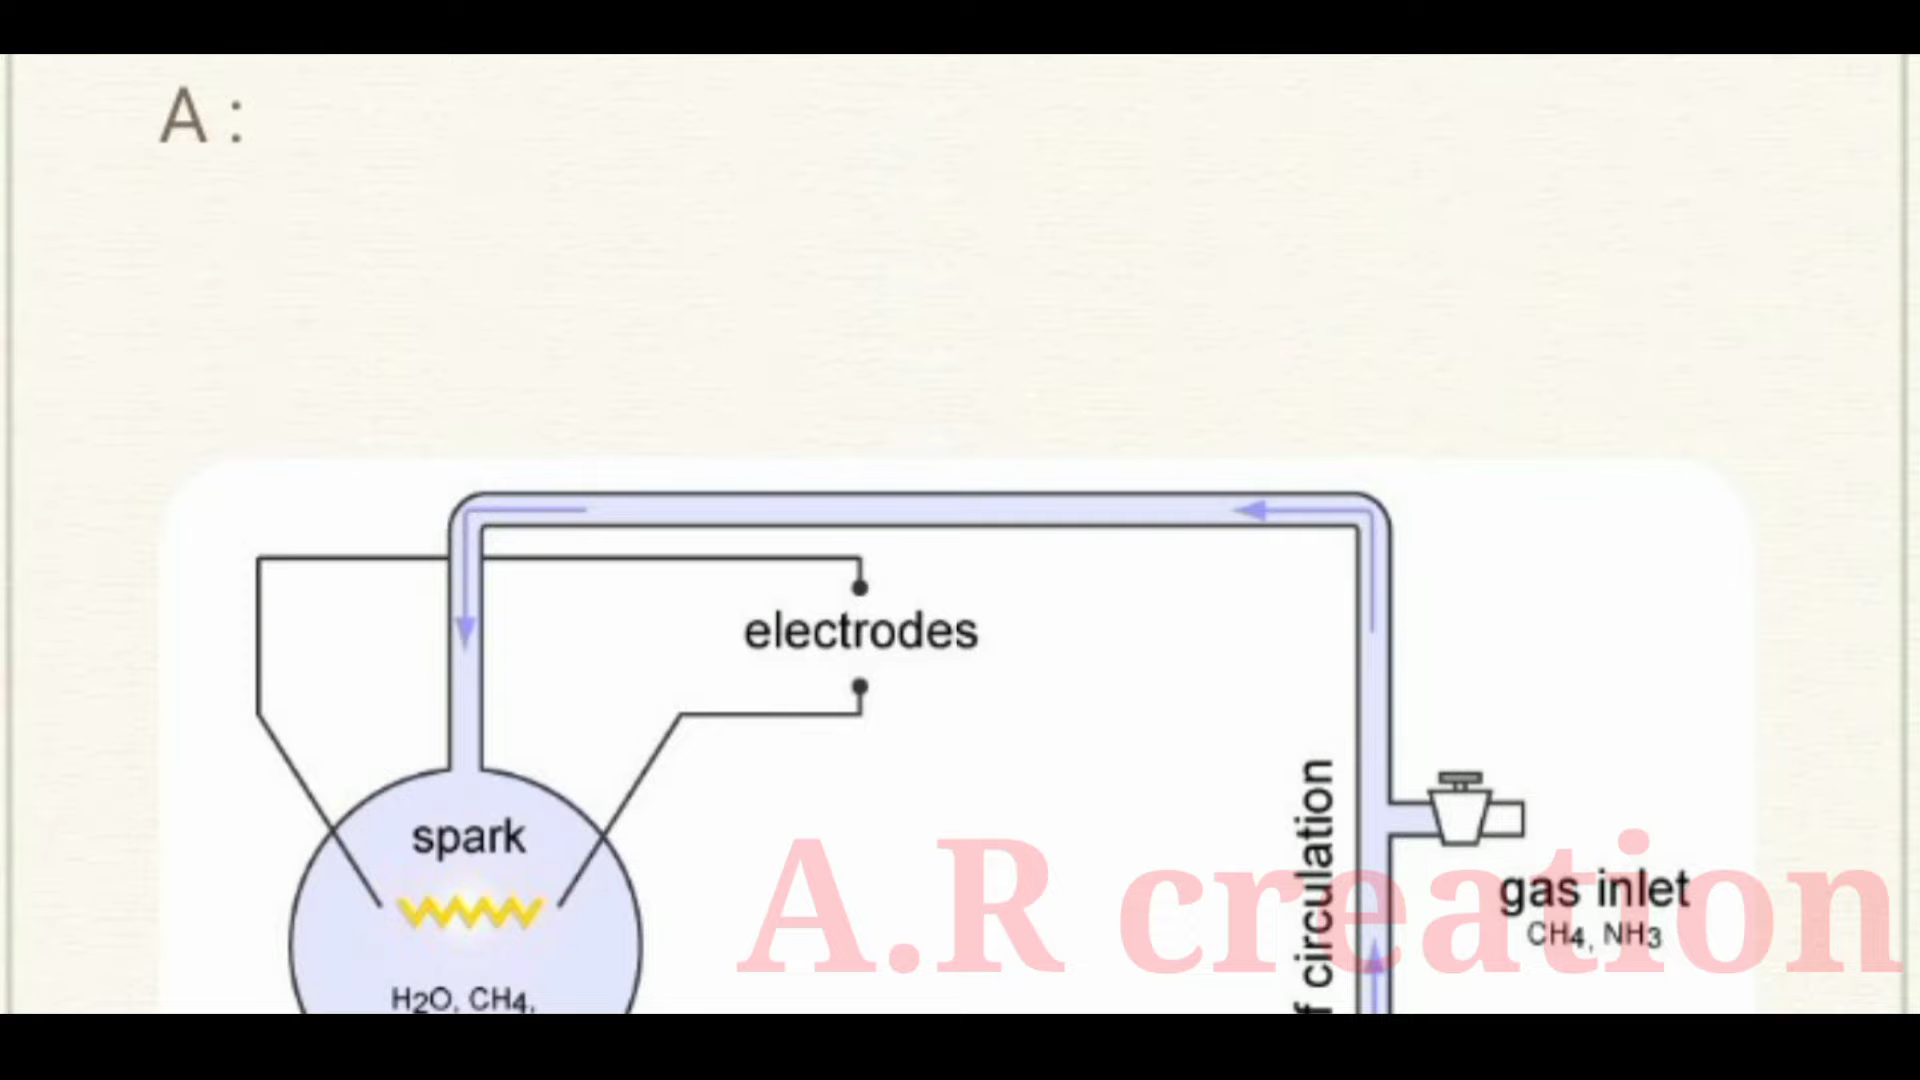 A :
electrodes
spark
H2O, CH4,
f circulation
gas inlet
CH4, NH3
A.R creation